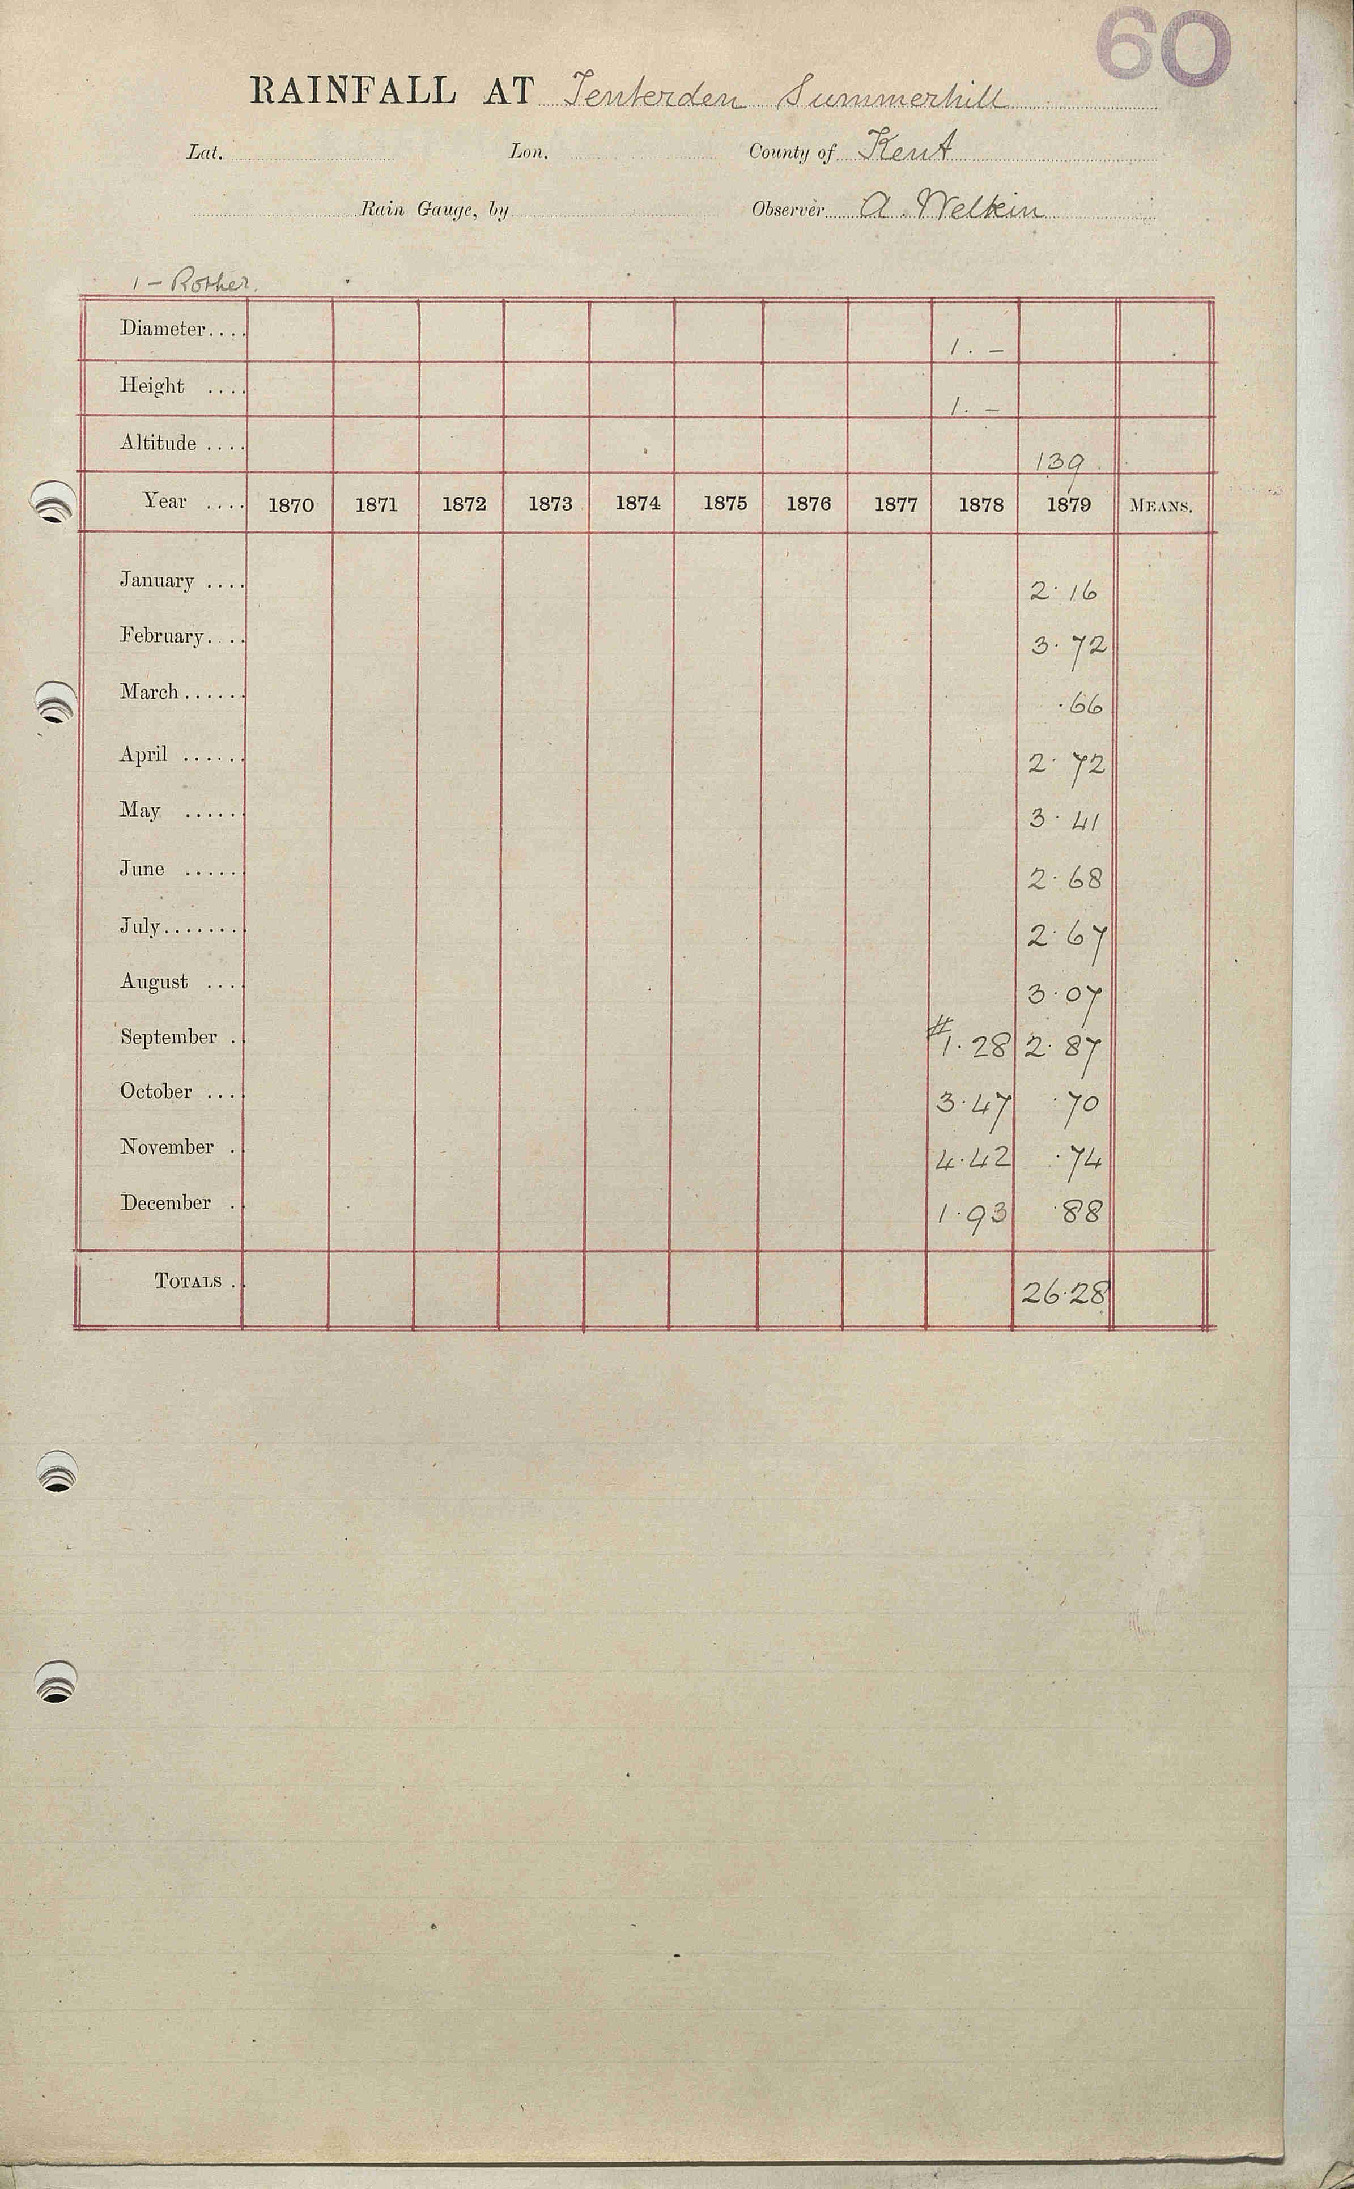 60
RAINFALL AT Tenterden Summerhill
Lat. Lon. County of Kent
Rain Gauge, by Observer A. Welkin
1 – Rother.
Diameter.... 1. –
Height .... 1. –
Altitude .... 139
Year .... 1870 1871 1872 1873 1874 1875 1876 1877 1878 1879 MEANS.
January .... 2.16
February.... 3.72
March...... .66
April ...... 2.72
May ...... 3.41
June ..... 2.68
July........ 2.67
August .... 3.07
September . #1.28 2.87
October .... 3.47 .70
November . 4.42 .74
December .. 1.93 .88
TOTALS . 26.28